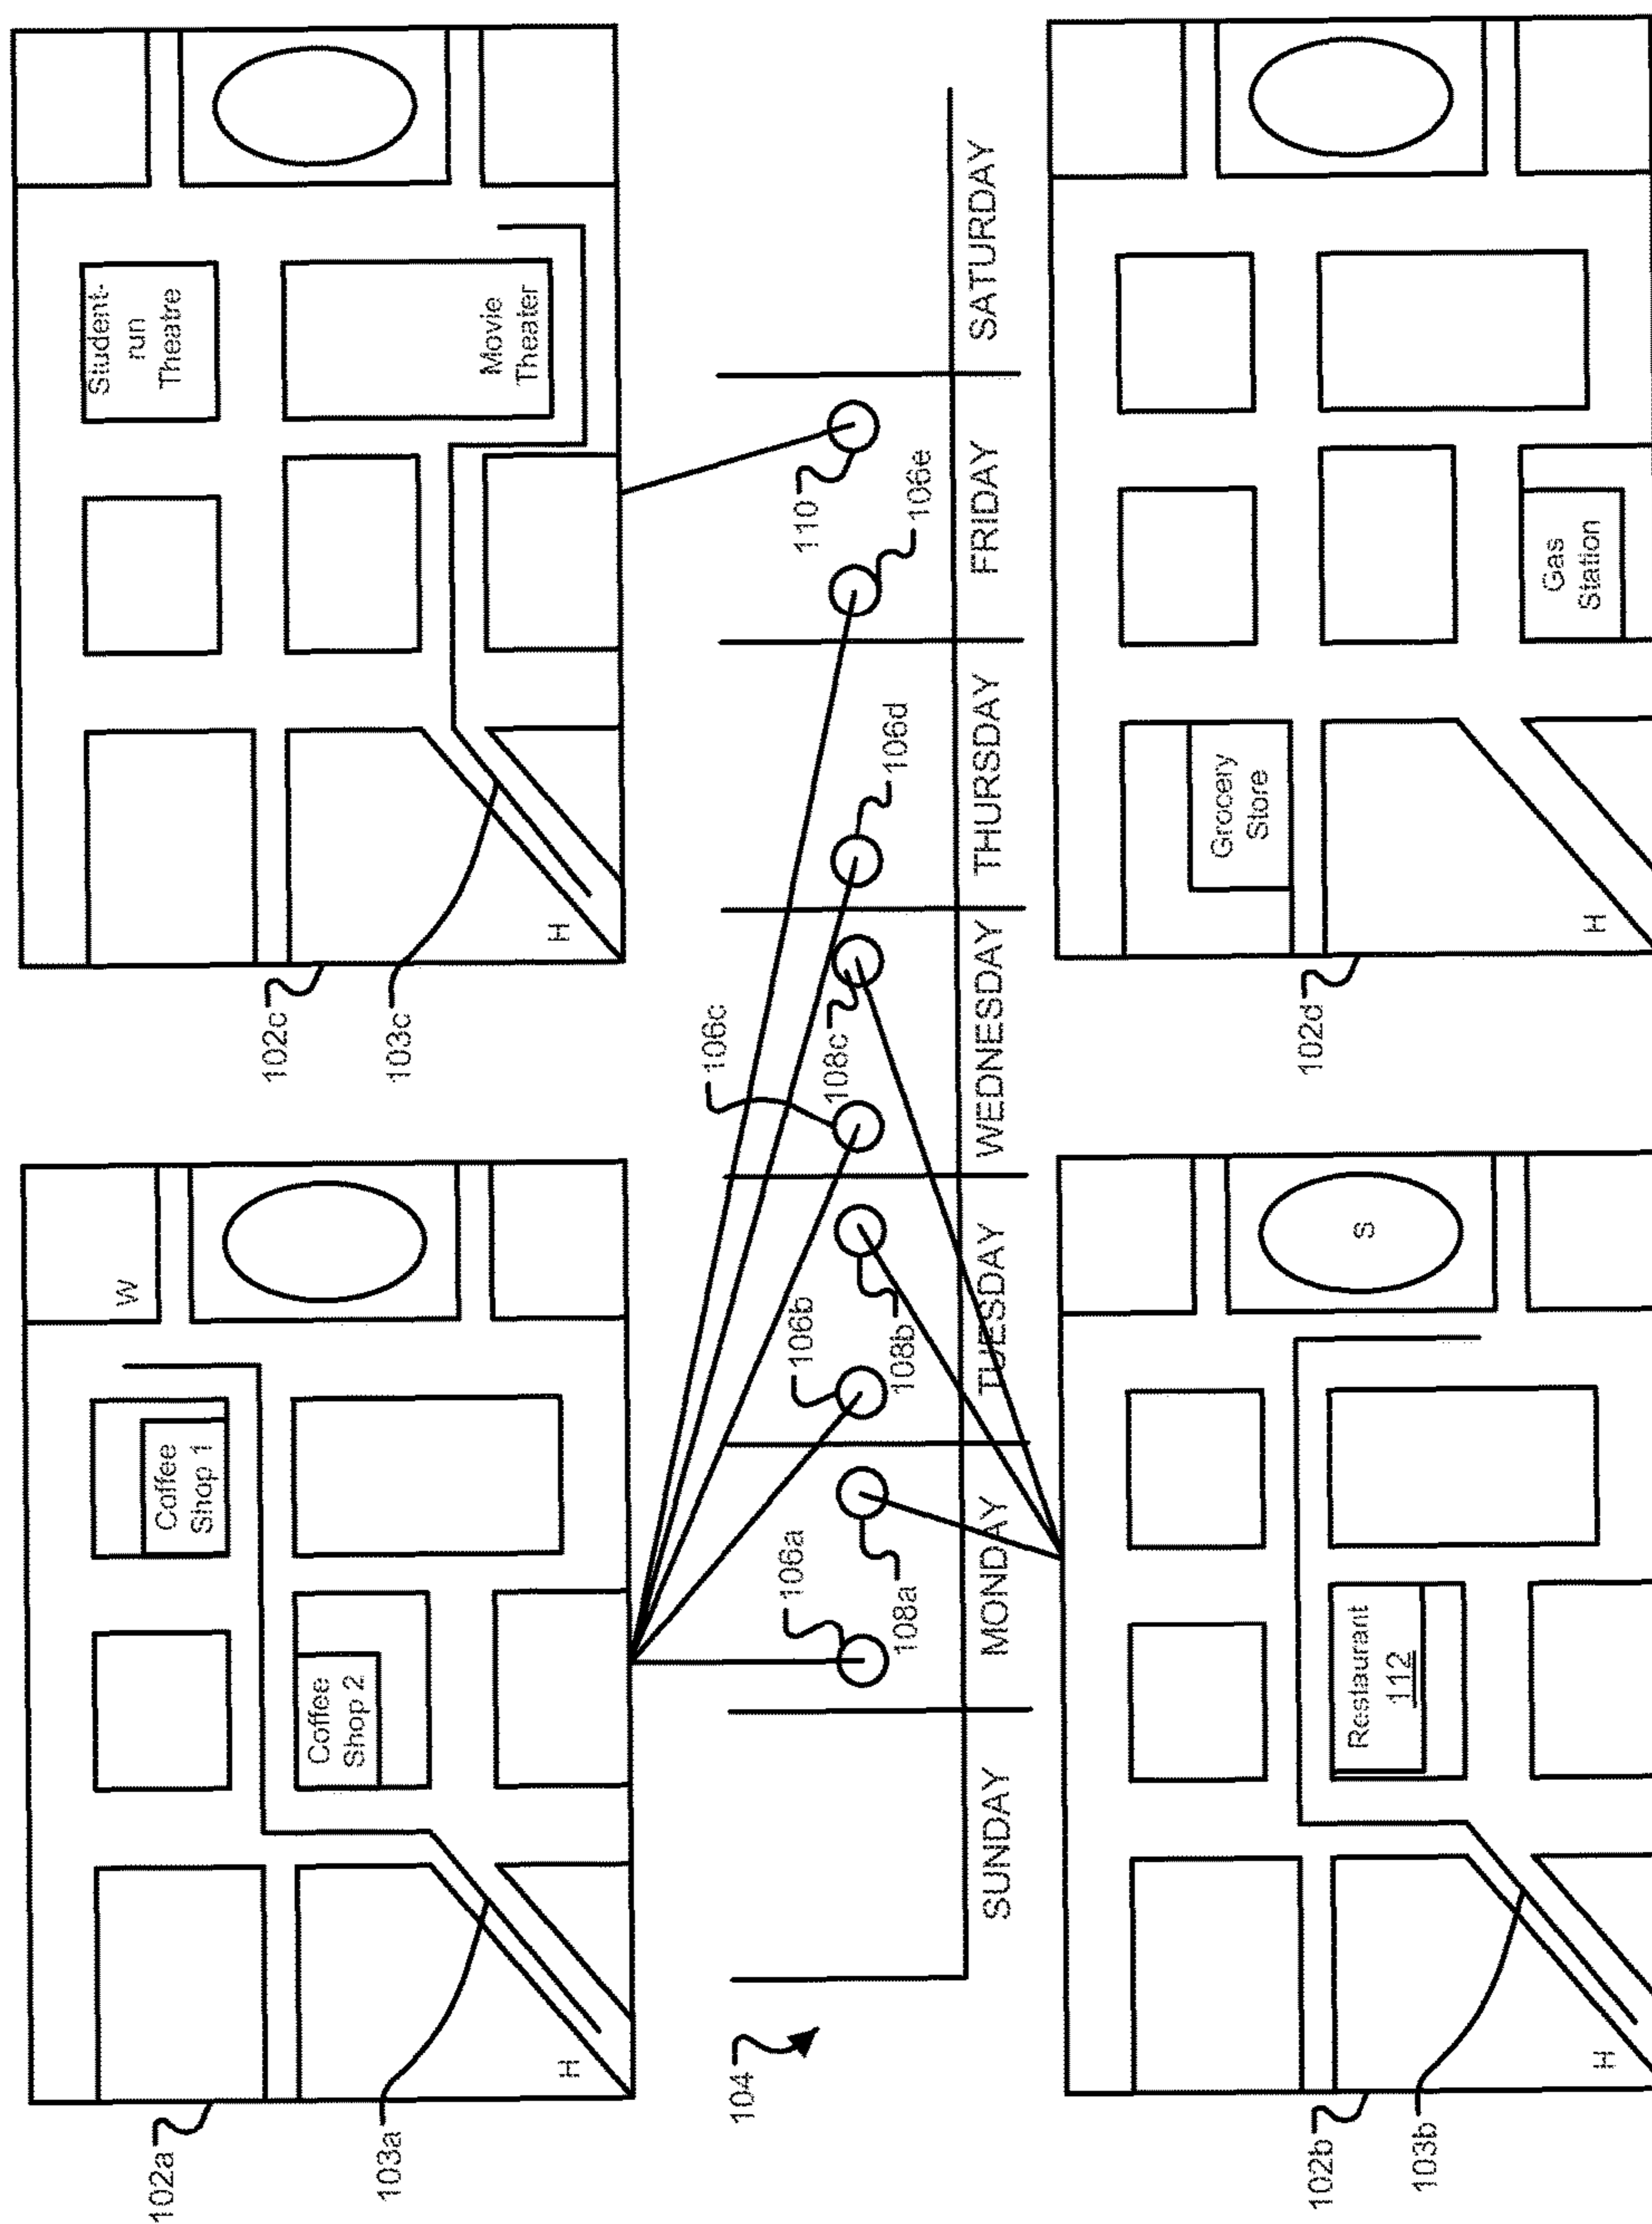 102a
103a
H
Coffee
Shop 2
Coffee
Shop 1
W
102c
103c
H
Student-
run
Theatre
Movie
Theater
104
106a
108a
106b
108b
106c
108c
106d
106e
110
SUNDAY
MONDAY
TUESDAY
WEDNESDAY
THURSDAY
FRIDAY
SATURDAY
102b
103b
H
Restaurant
112
S
102d
H
Grocery
Store
Gas
Station